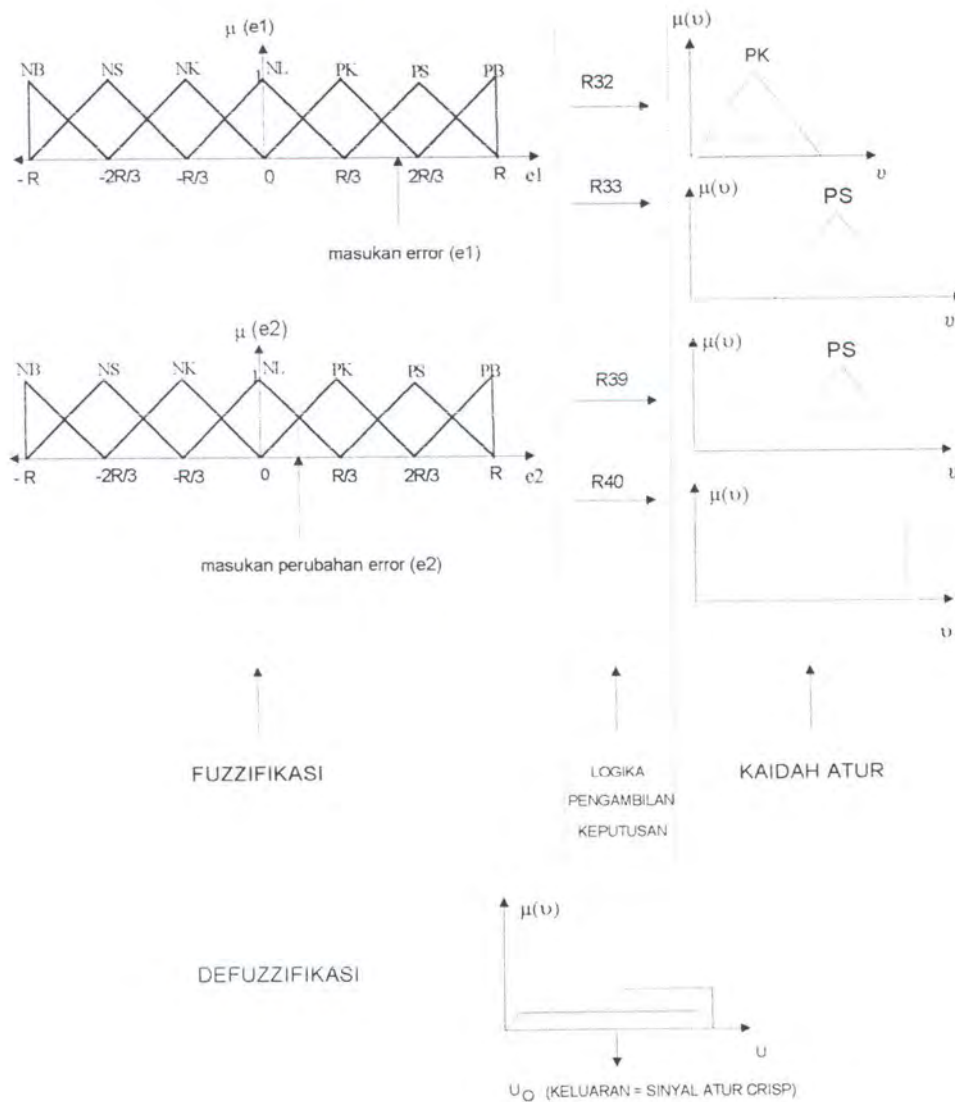 μ (e1)
NB NS NK 1 NL PK PS PB
- R -2R/3 -R/3 0 R/3 2R/3 R e1
masukan error (e1)
μ (e2)
NB NS NK 1 NL PK PS PB
- R -2R/3 -R/3 0 R/3 2R/3 R e2
masukan perubahan error (e2)
R32
R33
R39
R40
μ(υ)
PK
υ
μ(υ)
PS
υ
μ(υ)
PS
υ
μ(υ)
υ
FUZZIFIKASI
LOGIKA
PENGAMBILAN
KEPUTUSAN
KAIDAH ATUR
DEFUZZIFIKASI
μ(υ)
U
UO (KELUARAN = SINYAL ATUR CRISP)